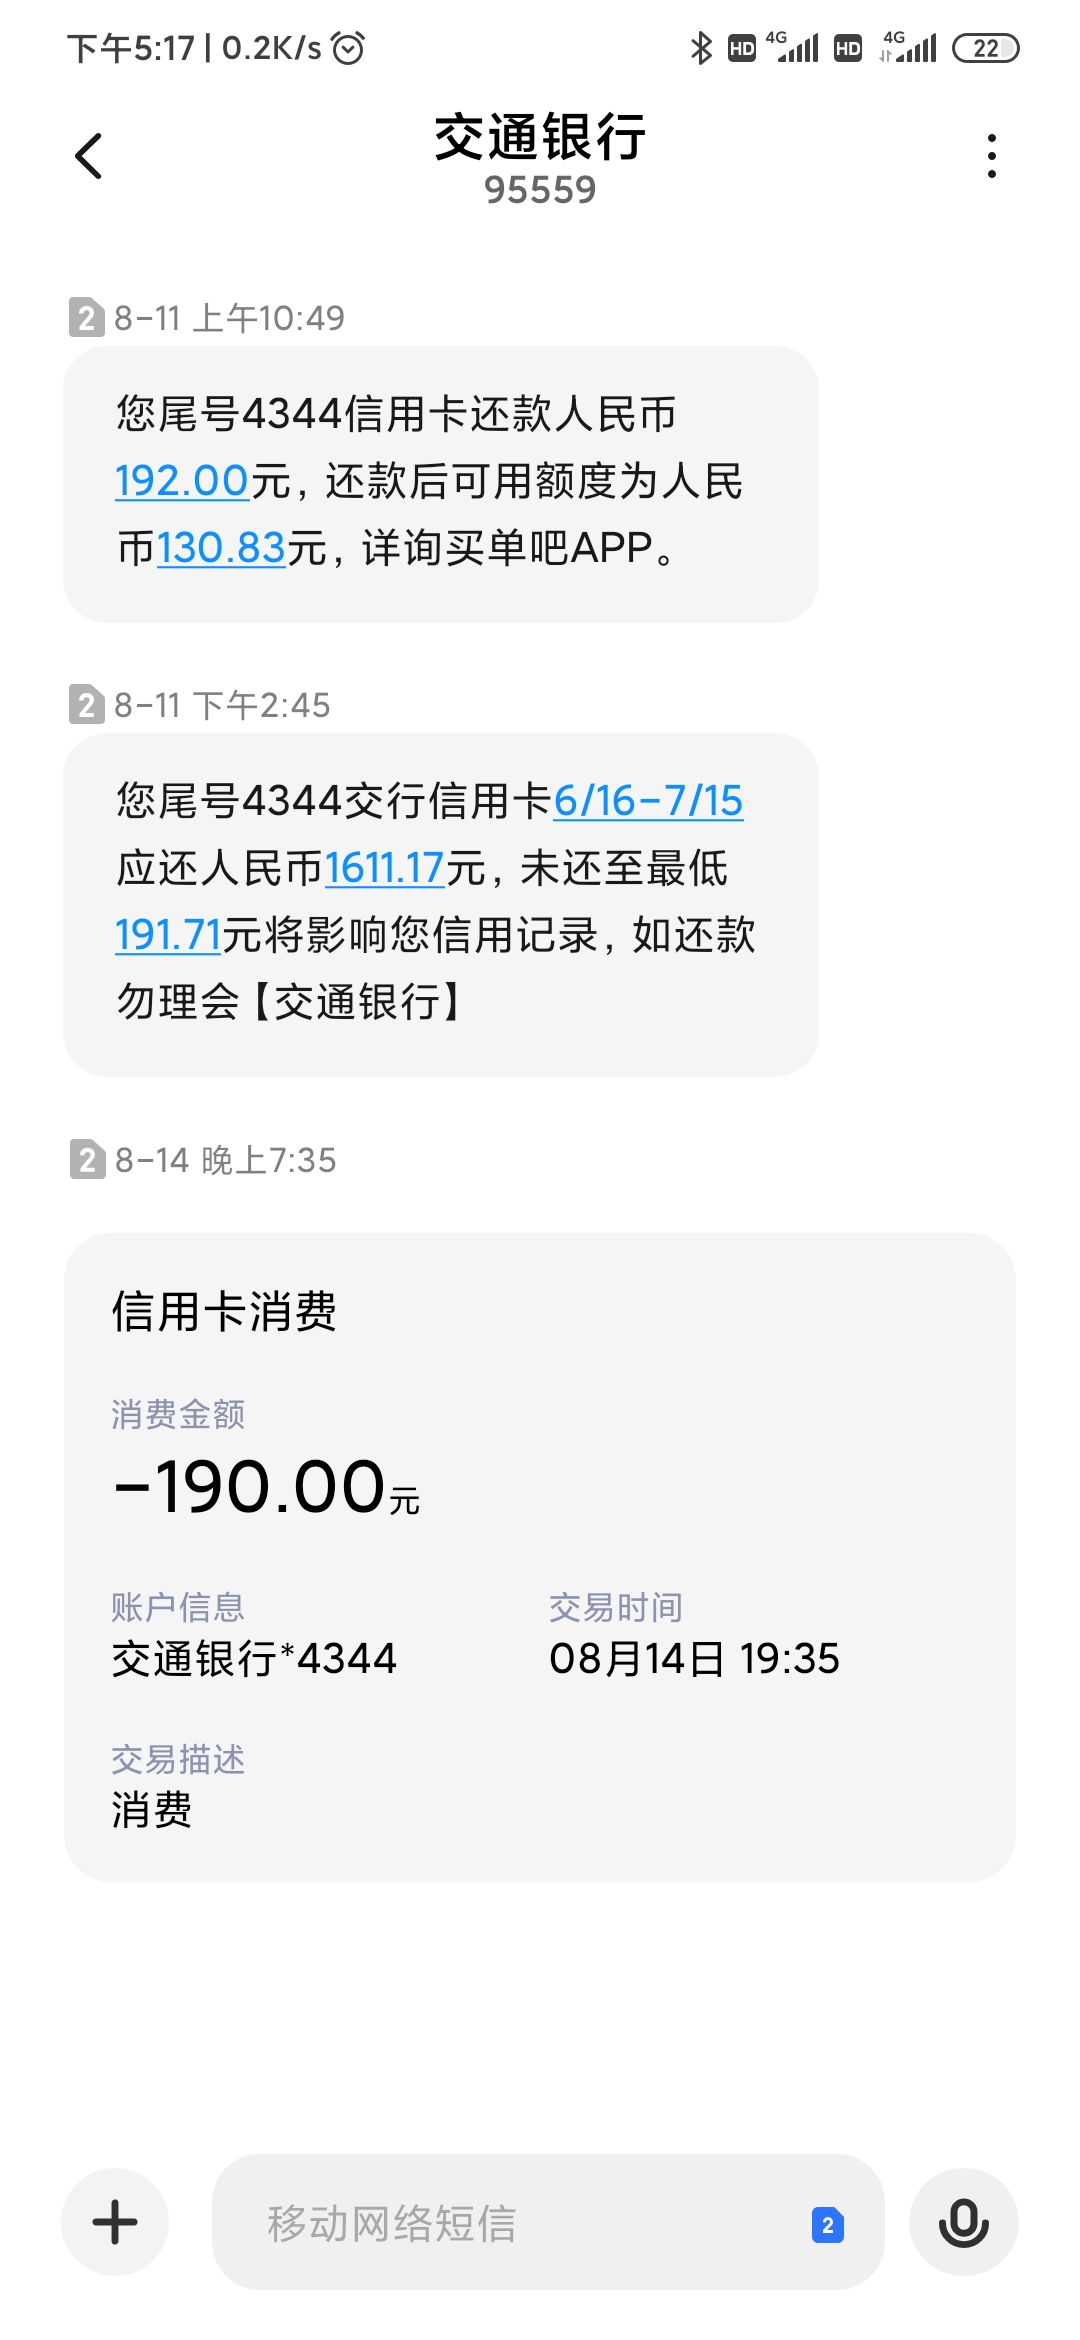 下午5:17 | 0.2K/s
HD 4G HD 4G 22
交通银行
95559
2 8-11 上午10:49
您尾号4344信用卡还款人民币
192.00元，还款后可用额度为人民
币130.83元，详询买单吧APP。
2 8-11 下午2:45
您尾号4344交行信用卡6/16-7/15
应还人民币1611.17元，未还至最低
191.71元将影响您信用记录，如还款
勿理会【交通银行】
2 8-14 晚上7:35
信用卡消费
消费金额
-190.00元
账户信息 交易时间
交通银行*4344 08月14日 19:35
交易描述
消费
移动网络短信 2